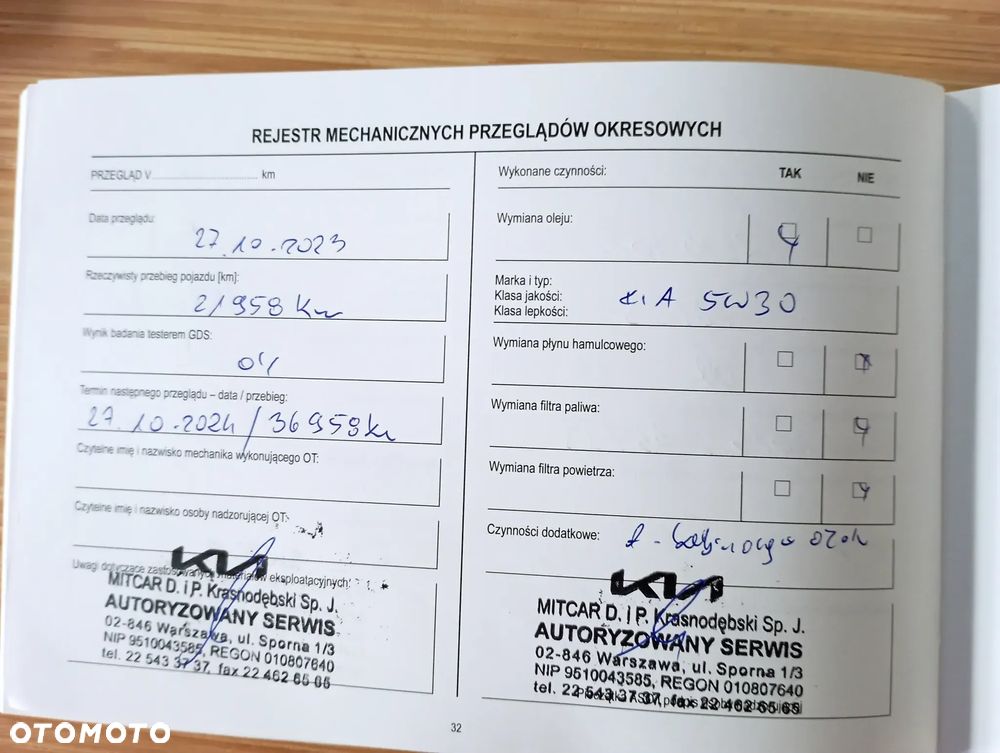 REJESTR MECHANICZNYCH PRZEGLĄDÓW OKRESOWYCH
PRZEGLĄD V ........................................ km
Data przeglądu:
27.10.2023
Rzeczywisty przebieg pojazdu [km]:
21958 km
Wynik badania testerem GDS:
Termin następnego przeglądu – data / przebieg:
27.10.2024 / 36958km
Czytelne imię i nazwisko mechanika wykonującego OT:
Czytelne imię i nazwisko osoby nadzorującej OT:
Uwagi dotyczące zastosowanych materiałów eksploatacyjnych:
KIA
MITCAR D. i P. Krasnodębski Sp. J.
AUTORYZOWANY SERWIS
02-846 Warszawa, ul. Sporna 1/3
NIP 9510043585, REGON 010807640
tel. 22 543 37 37, fax 22 462 65 65
Wykonane czynności: TAK NIE
Wymiana oleju:
Marka i typ:
Klasa jakości: KIA 5W30
Klasa lepkości:
Wymiana płynu hamulcowego:
Wymiana filtra paliwa:
Wymiana filtra powietrza:
Czynności dodatkowe:
KIA
MITCAR D. i P. Krasnodębski Sp. J.
AUTORYZOWANY SERWIS
02-846 Warszawa, ul. Sporna 1/3
NIP 9510043585, REGON 010807640
tel. 22 543 37 37, fax 22 462 65 65
32
OTOMOTO